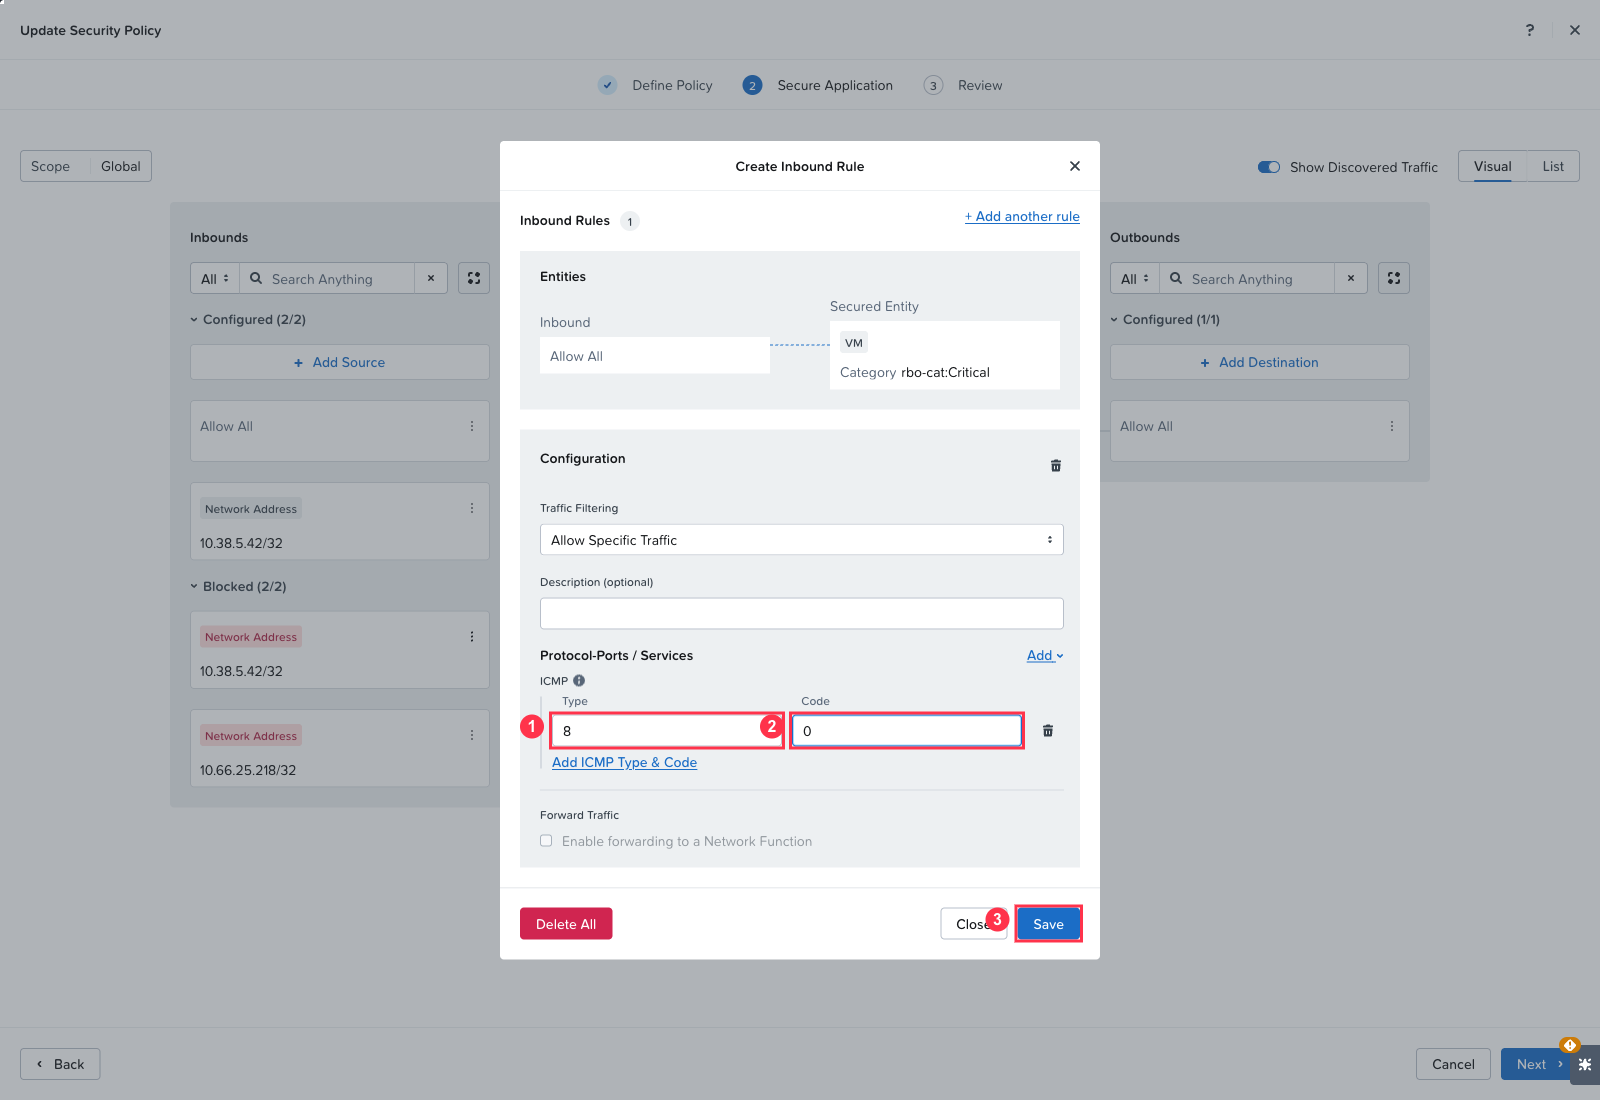 Update Security Policy
?
Define Policy
2 Secure Application
3 Review
Scope Global
Show Discovered Traffic
Visual List
Inbounds
All Search Anything
Configured (2/2)
+ Add Source
Allow All
Network Address
10.38.5.42/32
Blocked (2/2)
Network Address
10.38.5.42/32
Network Address
10.66.25.218/32
Create Inbound Rule
Inbound Rules 1
+ Add another rule
Entities
Inbound
Allow All
Secured Entity
VM
Category rbo-cat:Critical
Configuration
Traffic Filtering
Allow Specific Traffic
Description (optional)
Protocol-Ports / Services
Add
ICMP
Type Code
1 8 2 0
Add ICMP Type & Code
Forward Traffic
Enable forwarding to a Network Function
Delete All
Close 3 Save
Outbounds
All Search Anything
Configured (1/1)
+ Add Destination
Allow All
Back
Cancel
Next